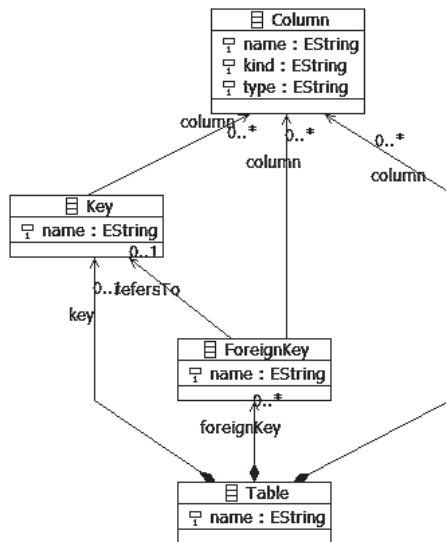 Column
name : EString
kind : EString
type : EString
column
0..*
0..*
0..*
column
column
Key
name : EString
0..1
0..1
refersTo
key
ForeignKey
name : EString
0..*
foreignKey
Table
name : EString